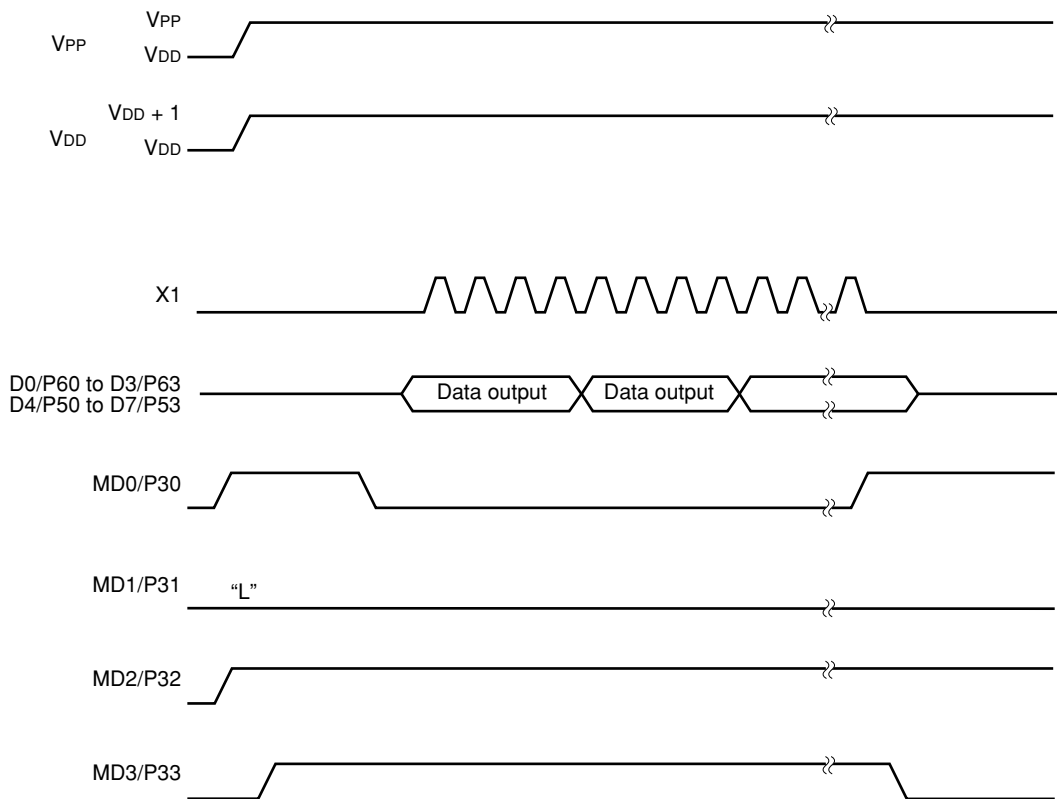 VPP
VPP
VDD
VDD + 1
VDD
VDD
X1
D0/P60 to D3/P63
D4/P50 to D7/P53
Data output
Data output
MD0/P30
MD1/P31
“L”
MD2/P32
MD3/P33